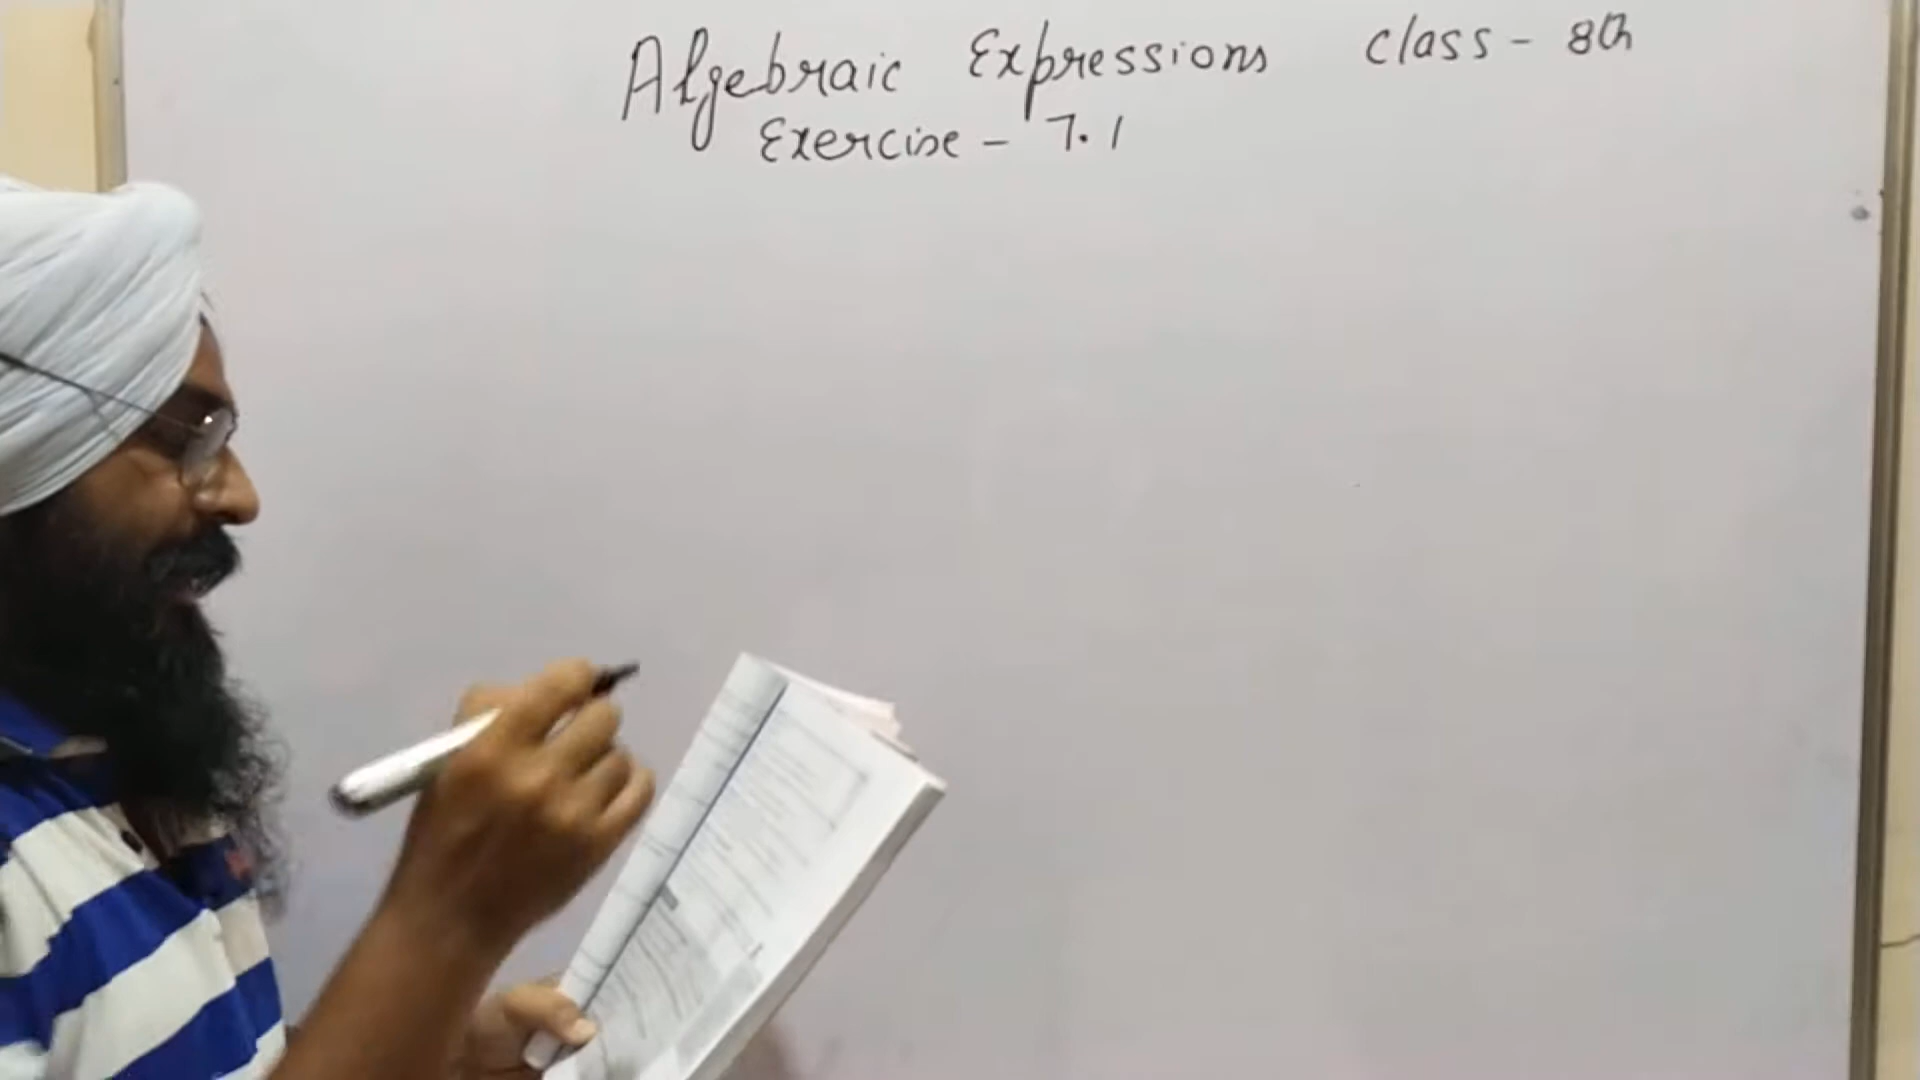 Algebraic Expressions class - 8th
Exercise - 7.1